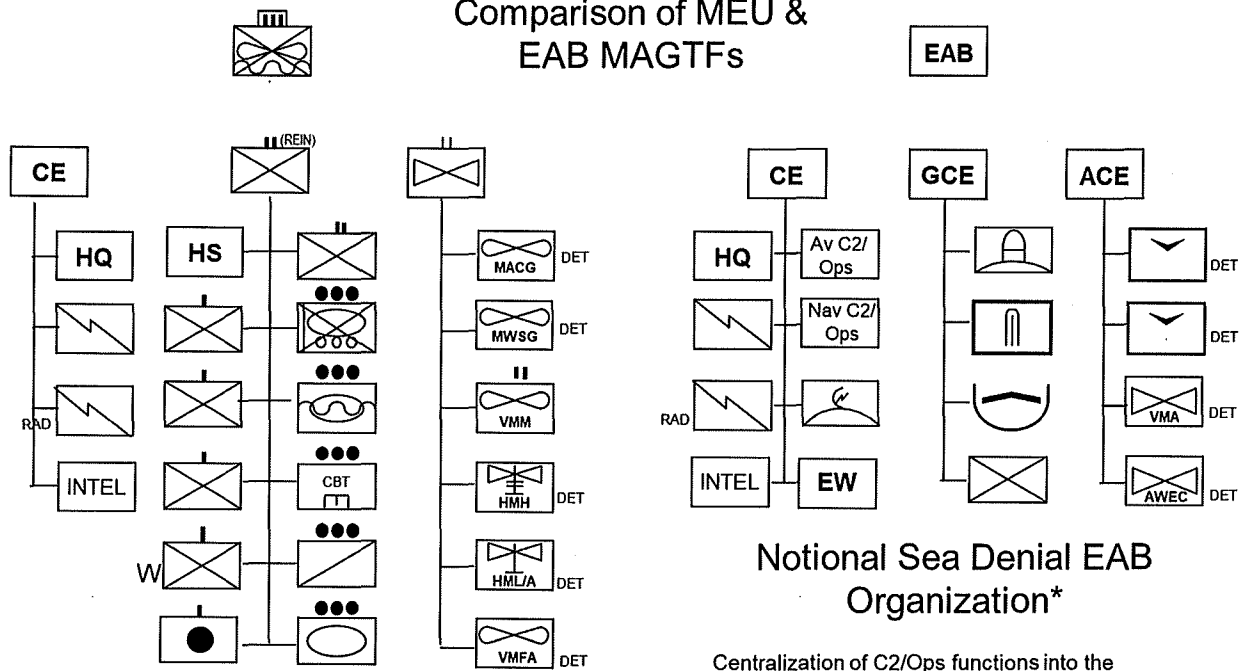 Comparison of MEU &
EAB MAGTFs
EAB
CE
(REIN)
HQ
RAD
INTEL
HS
W
CBT
MACG
DET
MWSG
DET
VMM
HMH
DET
HML/A
DET
VMFA
DET
CE
GCE
ACE
HQ
Av C2/
Ops
Nav C2/
Ops
RAD
INTEL
EW
DET
DET
VMA
DET
AWEC
DET
Notional Sea Denial EAB
Organization*
Centralization of C2/Ops functions into the